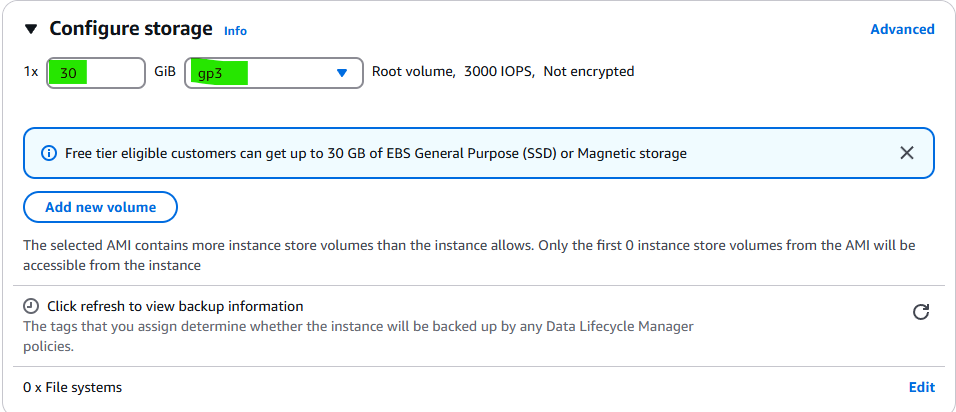 Configure storage Info Advanced
1x 30 GiB gp3 Root volume, 3000 IOPS, Not encrypted
Free tier eligible customers can get up to 30 GB of EBS General Purpose (SSD) or Magnetic storage
Add new volume
The selected AMI contains more instance store volumes than the instance allows. Only the first 0 instance store volumes from the AMI will be
accessible from the instance
Click refresh to view backup information
The tags that you assign determine whether the instance will be backed up by any Data Lifecycle Manager
policies.
0 x File systems Edit